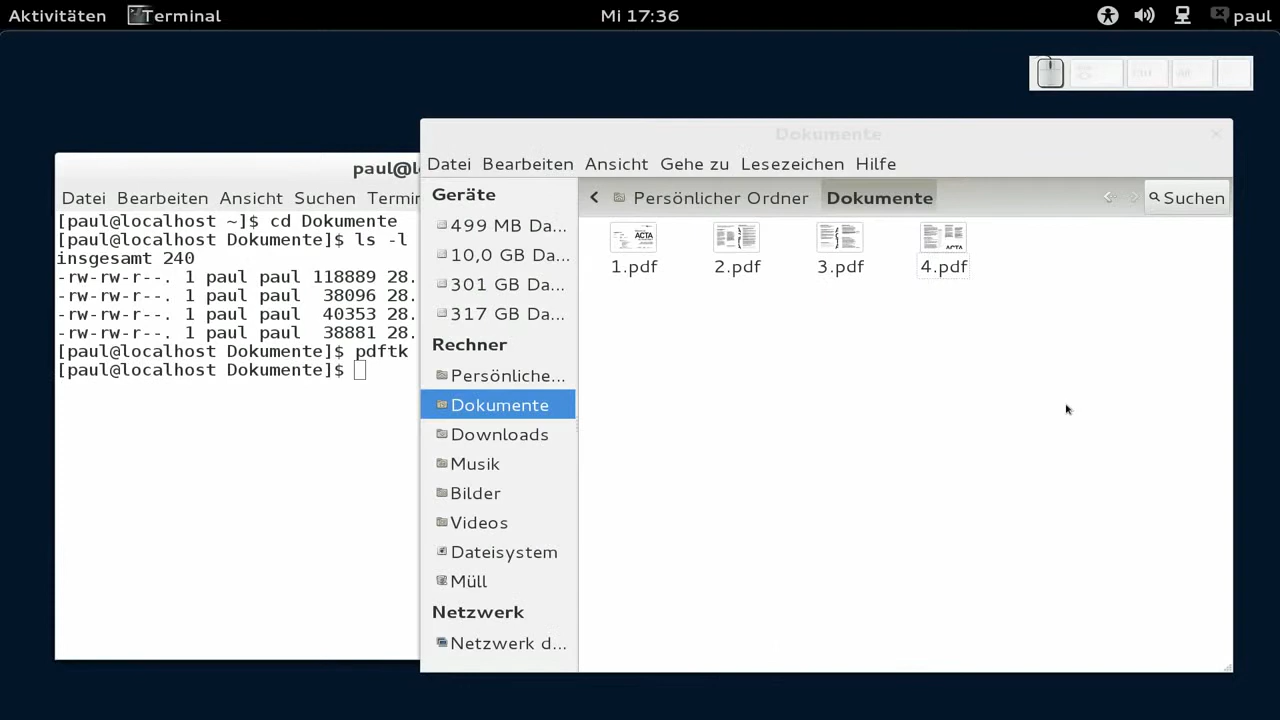 Aktivitäten Terminal Mi 17:36 paul
Dokumente
Datei Bearbeiten Ansicht Gehe zu Lesezeichen Hilfe
paul@l
Datei Bearbeiten Ansicht Suchen Termin
[paul@localhost ~]$ cd Dokumente
[paul@localhost Dokumente]$ ls -l
insgesamt 240
-rw-rw-r--. 1 paul paul 118889 28.
-rw-rw-r--. 1 paul paul  38096 28.
-rw-rw-r--. 1 paul paul  40353 28.
-rw-rw-r--. 1 paul paul  38881 28.
[paul@localhost Dokumente]$ pdftk
[paul@localhost Dokumente]$
Geräte
499 MB Da...
10,0 GB Da...
301 GB Da...
317 GB Da...
Rechner
Persönliche...
Dokumente
Downloads
Musik
Bilder
Videos
Dateisystem
Müll
Netzwerk
Netzwerk d...
Persönlicher Ordner Dokumente Suchen
ACTA
ACTA
1.pdf 2.pdf 3.pdf 4.pdf